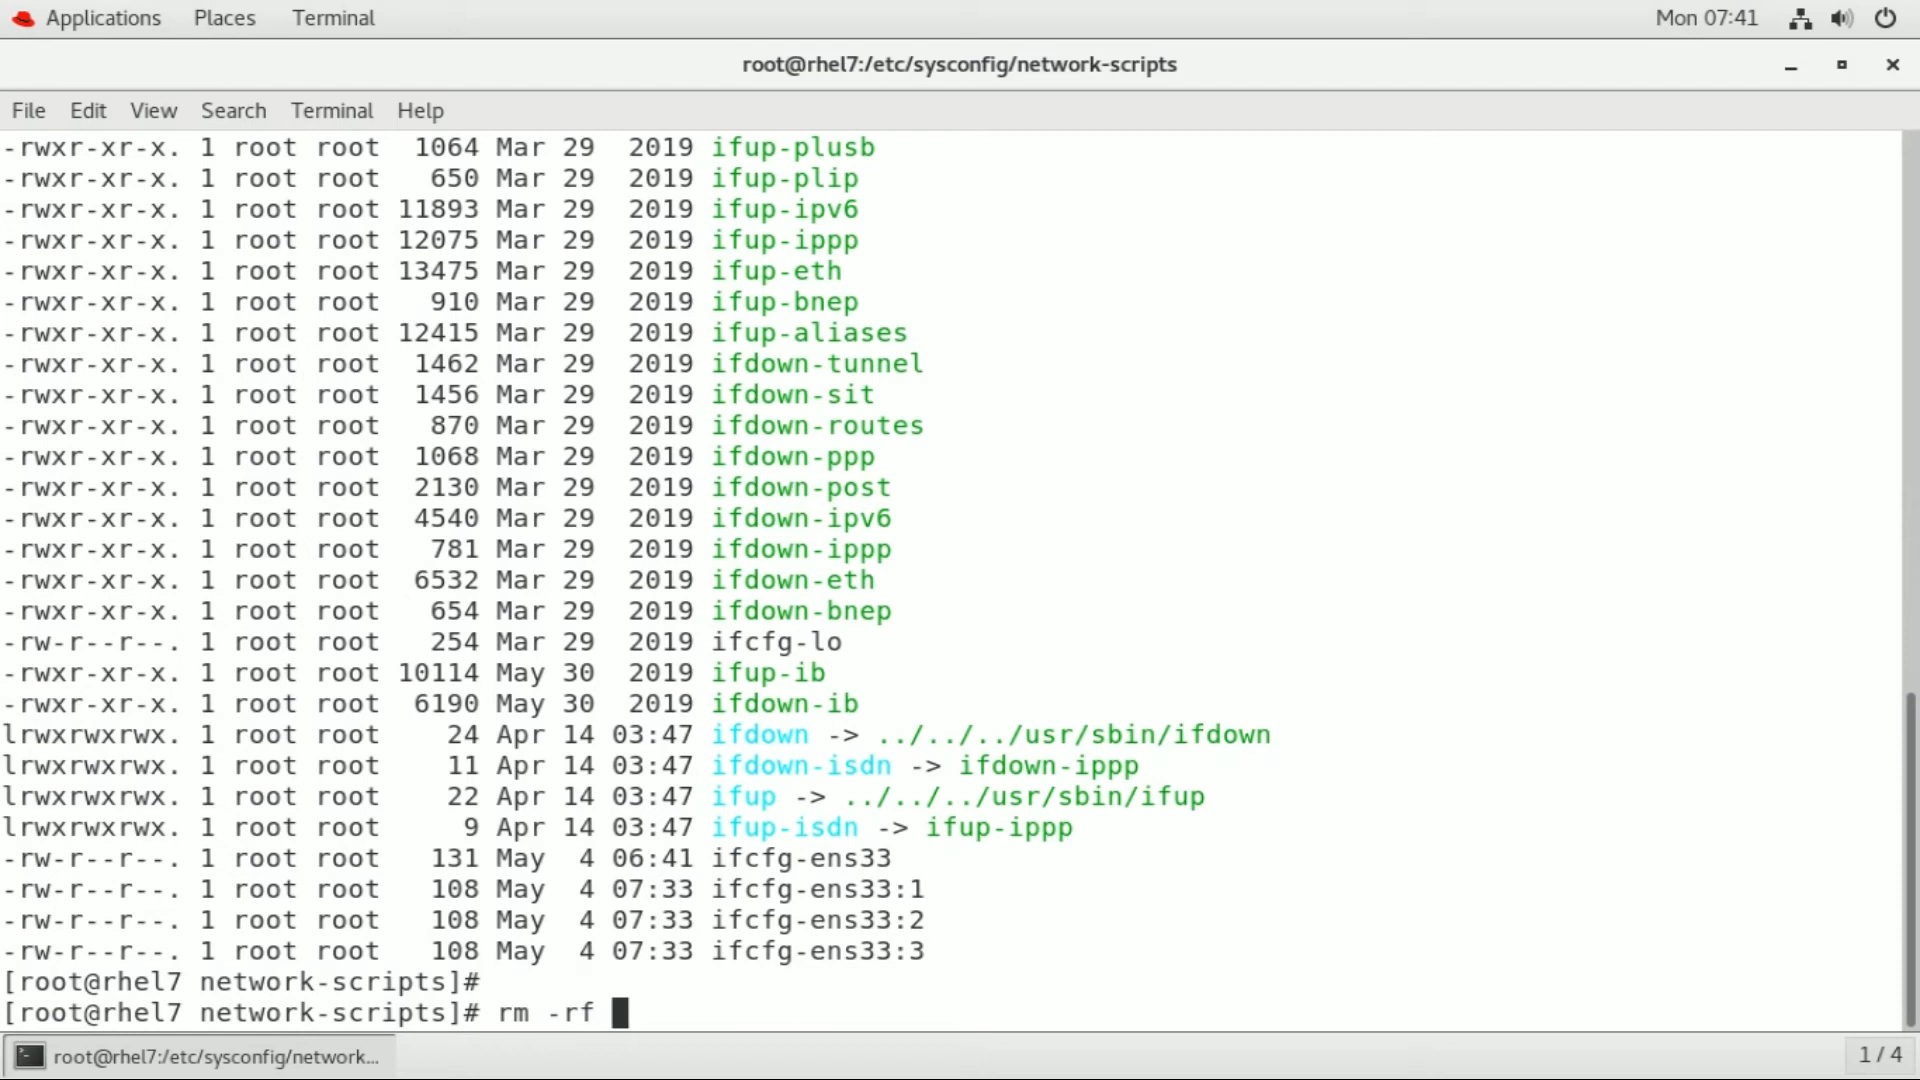 Applications Places Terminal Mon 07:41
root@rhel7:/etc/sysconfig/network-scripts
File Edit View Search Terminal Help
-rwxr-xr-x. 1 root root  1064 Mar 29  2019 ifup-plusb
-rwxr-xr-x. 1 root root   650 Mar 29  2019 ifup-plip
-rwxr-xr-x. 1 root root 11893 Mar 29  2019 ifup-ipv6
-rwxr-xr-x. 1 root root 12075 Mar 29  2019 ifup-ippp
-rwxr-xr-x. 1 root root 13475 Mar 29  2019 ifup-eth
-rwxr-xr-x. 1 root root   910 Mar 29  2019 ifup-bnep
-rwxr-xr-x. 1 root root 12415 Mar 29  2019 ifup-aliases
-rwxr-xr-x. 1 root root  1462 Mar 29  2019 ifdown-tunnel
-rwxr-xr-x. 1 root root  1456 Mar 29  2019 ifdown-sit
-rwxr-xr-x. 1 root root   870 Mar 29  2019 ifdown-routes
-rwxr-xr-x. 1 root root  1068 Mar 29  2019 ifdown-ppp
-rwxr-xr-x. 1 root root  2130 Mar 29  2019 ifdown-post
-rwxr-xr-x. 1 root root  4540 Mar 29  2019 ifdown-ipv6
-rwxr-xr-x. 1 root root   781 Mar 29  2019 ifdown-ippp
-rwxr-xr-x. 1 root root  6532 Mar 29  2019 ifdown-eth
-rwxr-xr-x. 1 root root   654 Mar 29  2019 ifdown-bnep
-rw-r--r--. 1 root root   254 Mar 29  2019 ifcfg-lo
-rwxr-xr-x. 1 root root 10114 May 30  2019 ifup-ib
-rwxr-xr-x. 1 root root  6190 May 30  2019 ifdown-ib
lrwxrwxrwx. 1 root root    24 Apr 14 03:47 ifdown -> ../../../usr/sbin/ifdown
lrwxrwxrwx. 1 root root    11 Apr 14 03:47 ifdown-isdn -> ifdown-ippp
lrwxrwxrwx. 1 root root    22 Apr 14 03:47 ifup -> ../../../usr/sbin/ifup
lrwxrwxrwx. 1 root root     9 Apr 14 03:47 ifup-isdn -> ifup-ippp
-rw-r--r--. 1 root root   131 May  4 06:41 ifcfg-ens33
-rw-r--r--. 1 root root   108 May  4 07:33 ifcfg-ens33:1
-rw-r--r--. 1 root root   108 May  4 07:33 ifcfg-ens33:2
-rw-r--r--. 1 root root   108 May  4 07:33 ifcfg-ens33:3
[root@rhel7 network-scripts]#
[root@rhel7 network-scripts]# rm -rf
root@rhel7:/etc/sysconfig/network... 1 / 4